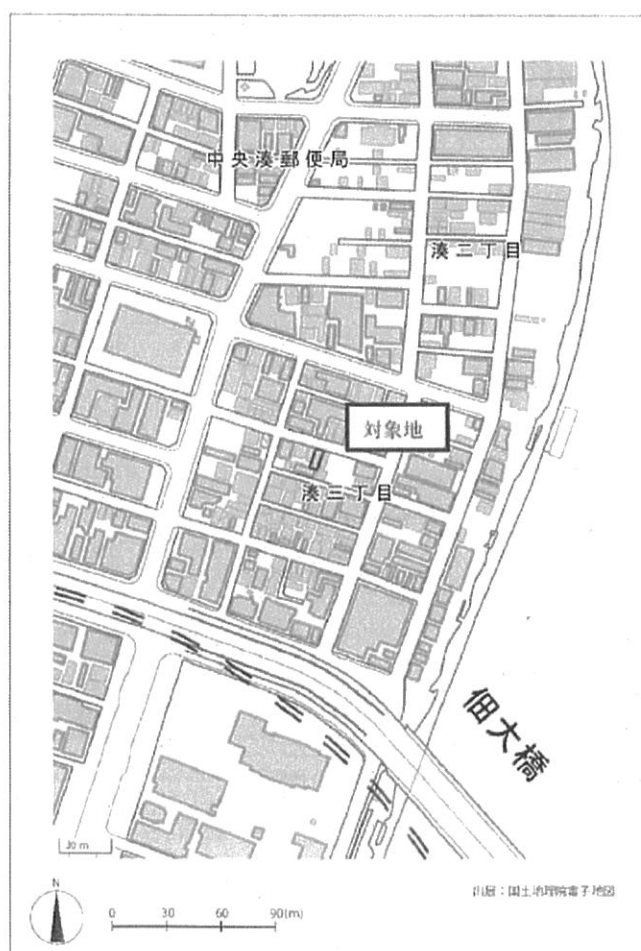 中央湊郵便局
湊二丁目
対象地
湊三丁目
佃大橋
30 m
N
0 30 60 90(m)
出展：国土地理院電子地図